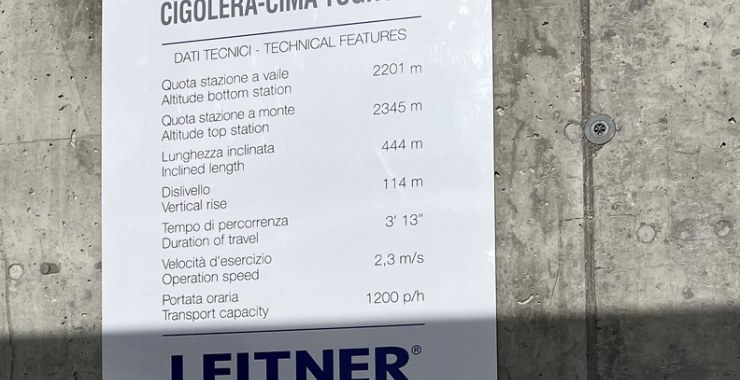 CIGOLERA-CIMA
DATI TECNICI - TECHNICAL FEATURES
Quota stazione a valle 2201 m
Altitude bottom station
Quota stazione a monte 2345 m
Altitude top station
Lunghezza inclinata 444 m
Inclined length
Dislivello 114 m
Vertical rise
Tempo di percorrenza 3' 13"
Duration of travel
Velocità d'esercizio 2,3 m/s
Operation speed
Portata oraria 1200 p/h
Transport capacity
LEITNER®